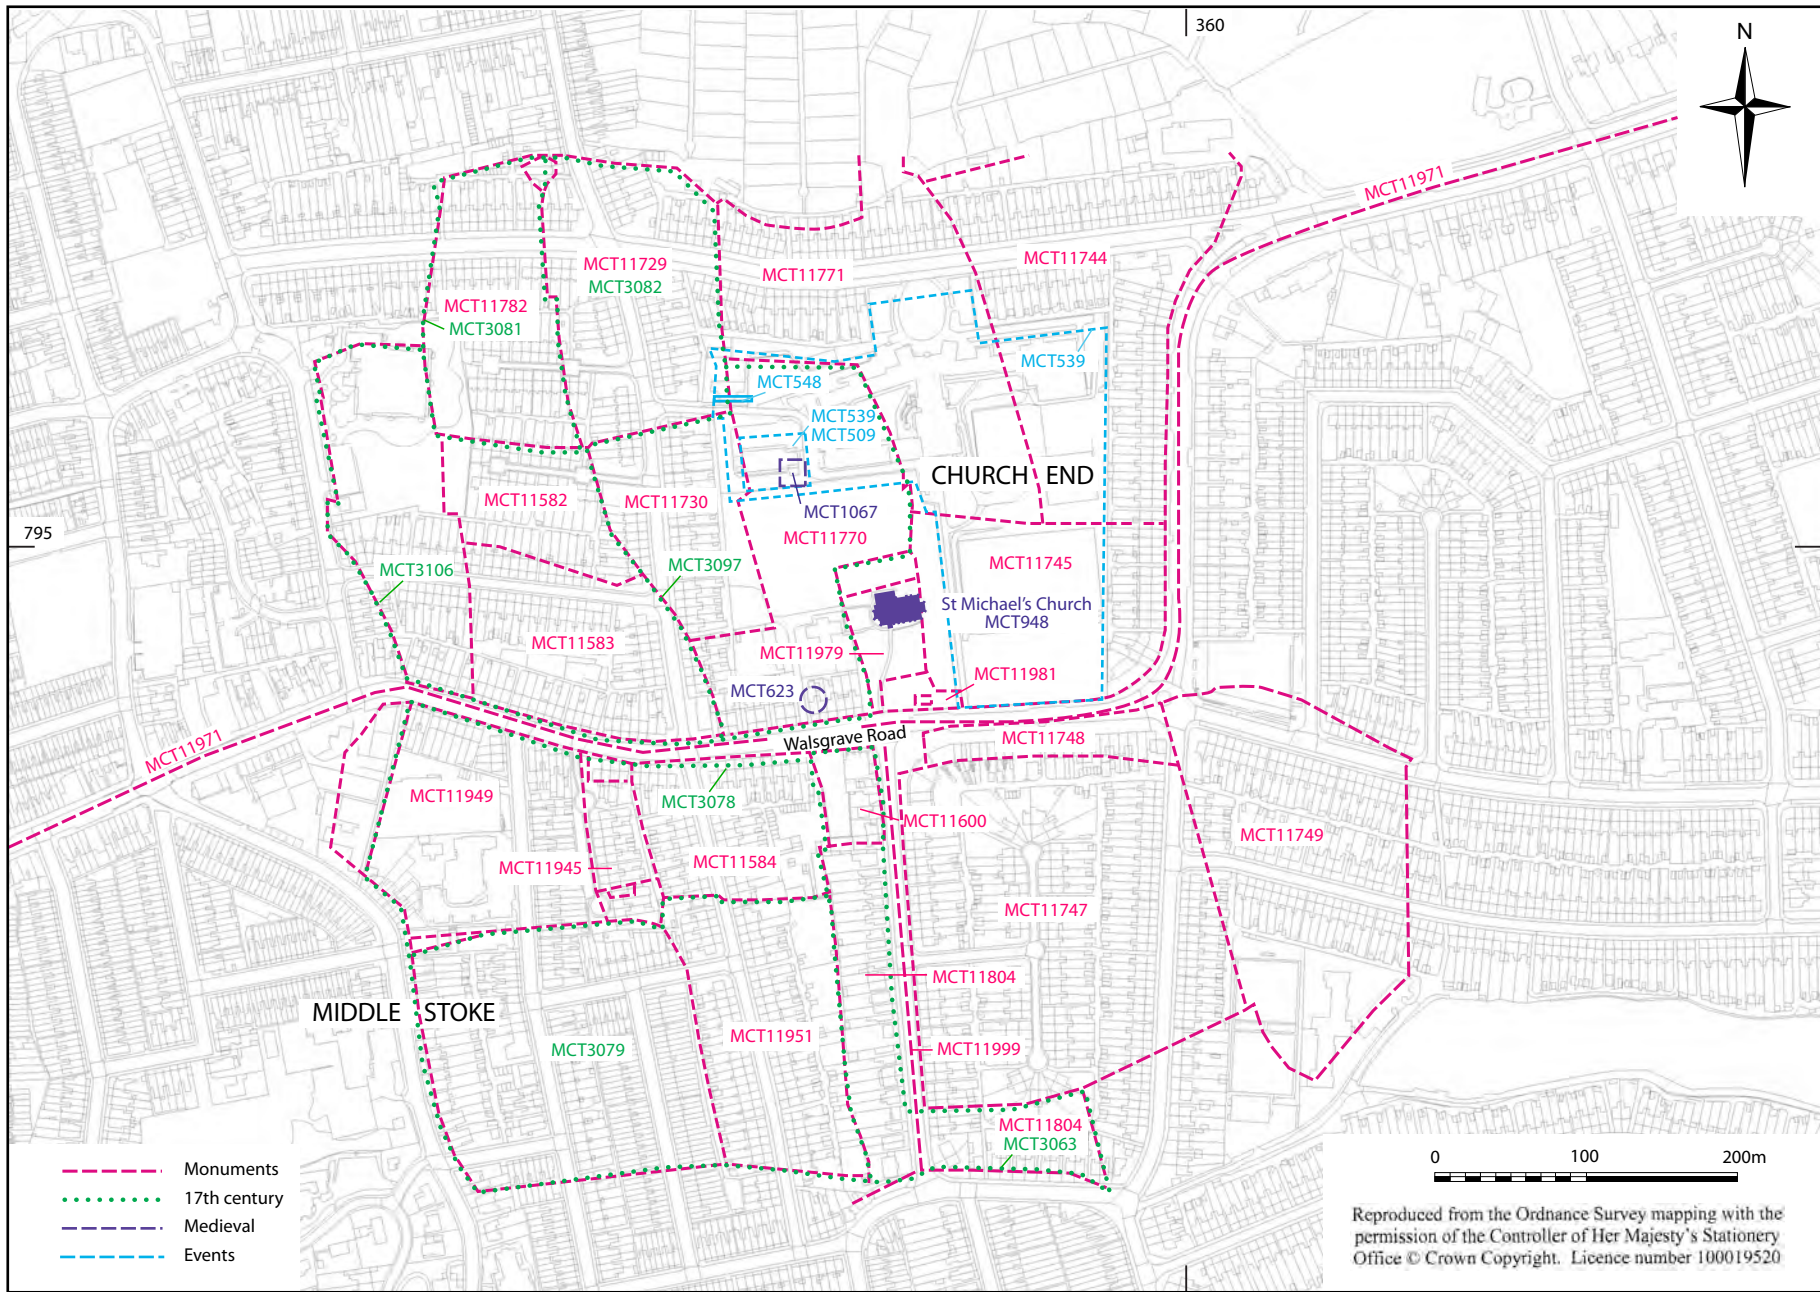 360
N
MCT11971
MCT11729
MCT3082
MCT11771
MCT11744
MCT11782
MCT3081
MCT539
MCT548
MCT539
MCT509
CHURCH END
MCT11582
MCT11730
MCT1067
MCT11770
795
MCT3106
MCT3097
MCT11745
St Michael's Church
MCT948
MCT11583
MCT11979
MCT11981
MCT623
Walsgrave Road
MCT11748
MCT11971
MCT11949
MCT3078
MCT11600
MCT11749
MCT11945
MCT11584
MCT11747
MCT11804
MIDDLE STOKE
MCT3079
MCT11951
MCT11999
MCT11804
MCT3063
Monuments
17th century
Medieval
Events
0 100 200m
Reproduced from the Ordnance Survey mapping with the
permission of the Controller of Her Majesty's Stationery
Office © Crown Copyright. Licence number 100019520